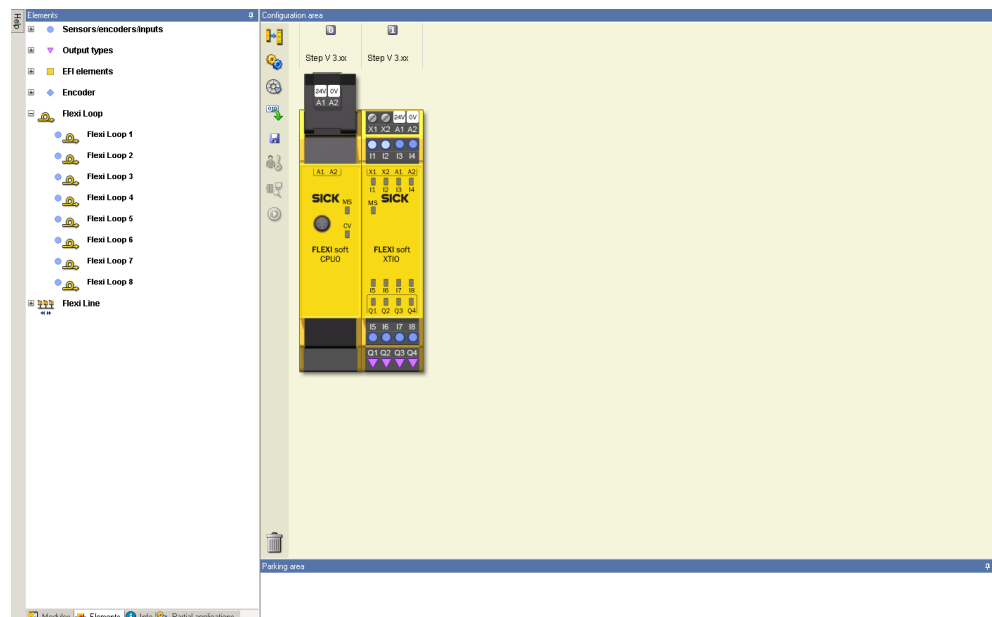 Help
Elements
Sensors/encoders/inputs
Output types
EFI elements
Encoder
Flexi Loop
Flexi Loop 1
Flexi Loop 2
Flexi Loop 3
Flexi Loop 4
Flexi Loop 5
Flexi Loop 6
Flexi Loop 7
Flexi Loop 8
Flexi Line
Modules Elements Info Partial applications
Configuration area
0 1
Step V 3.xx Step V 3.xx
24V 0V
A1 A2
24V 0V
X1 X2 A1 A2
I1 I2 I3 I4
A1 A2
X1 X2 A1 A2
I1 I2 I3 I4
SICK MS
MS SICK
CV
FLEXI soft
CPU0
FLEXI soft
XTIO
I5 I6 I7 I8
Q1 Q2 Q3 Q4
I5 I6 I7 I8
Q1 Q2 Q3 Q4
Parking area